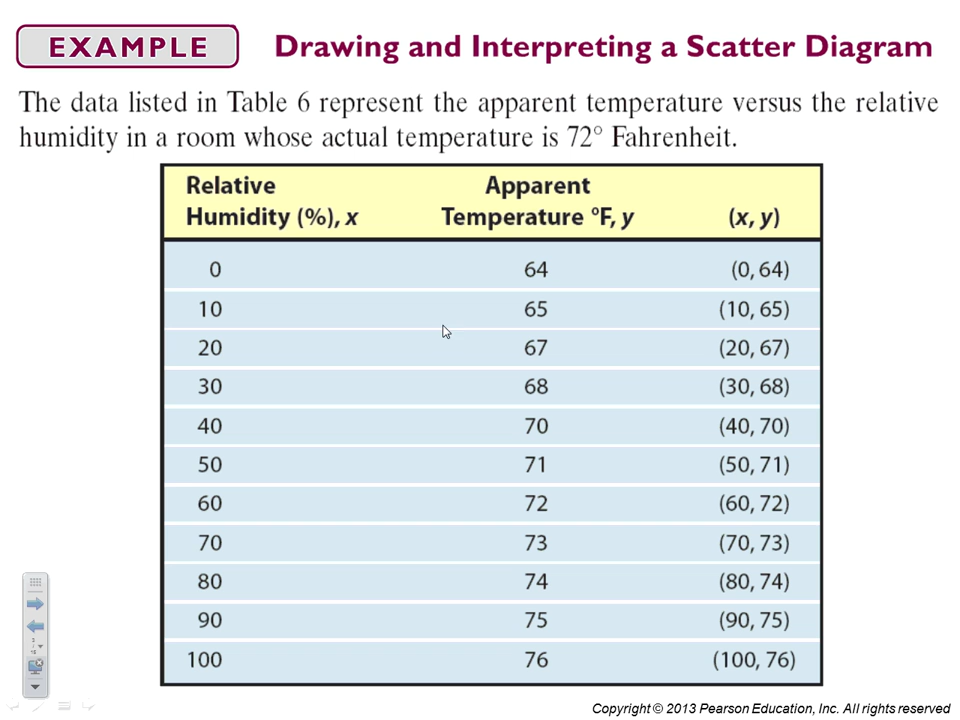 EXAMPLE Drawing and Interpreting a Scatter Diagram
The data listed in Table 6 represent the apparent temperature versus the relative
humidity in a room whose actual temperature is 72° Fahrenheit.
Relative Apparent
Humidity (%), x Temperature °F, y (x, y)
0 64 (0, 64)
10 65 (10, 65)
20 67 (20, 67)
30 68 (30, 68)
40 70 (40, 70)
50 71 (50, 71)
60 72 (60, 72)
70 73 (70, 73)
80 74 (80, 74)
90 75 (90, 75)
100 76 (100, 76)
Copyright © 2013 Pearson Education, Inc. All rights reserved